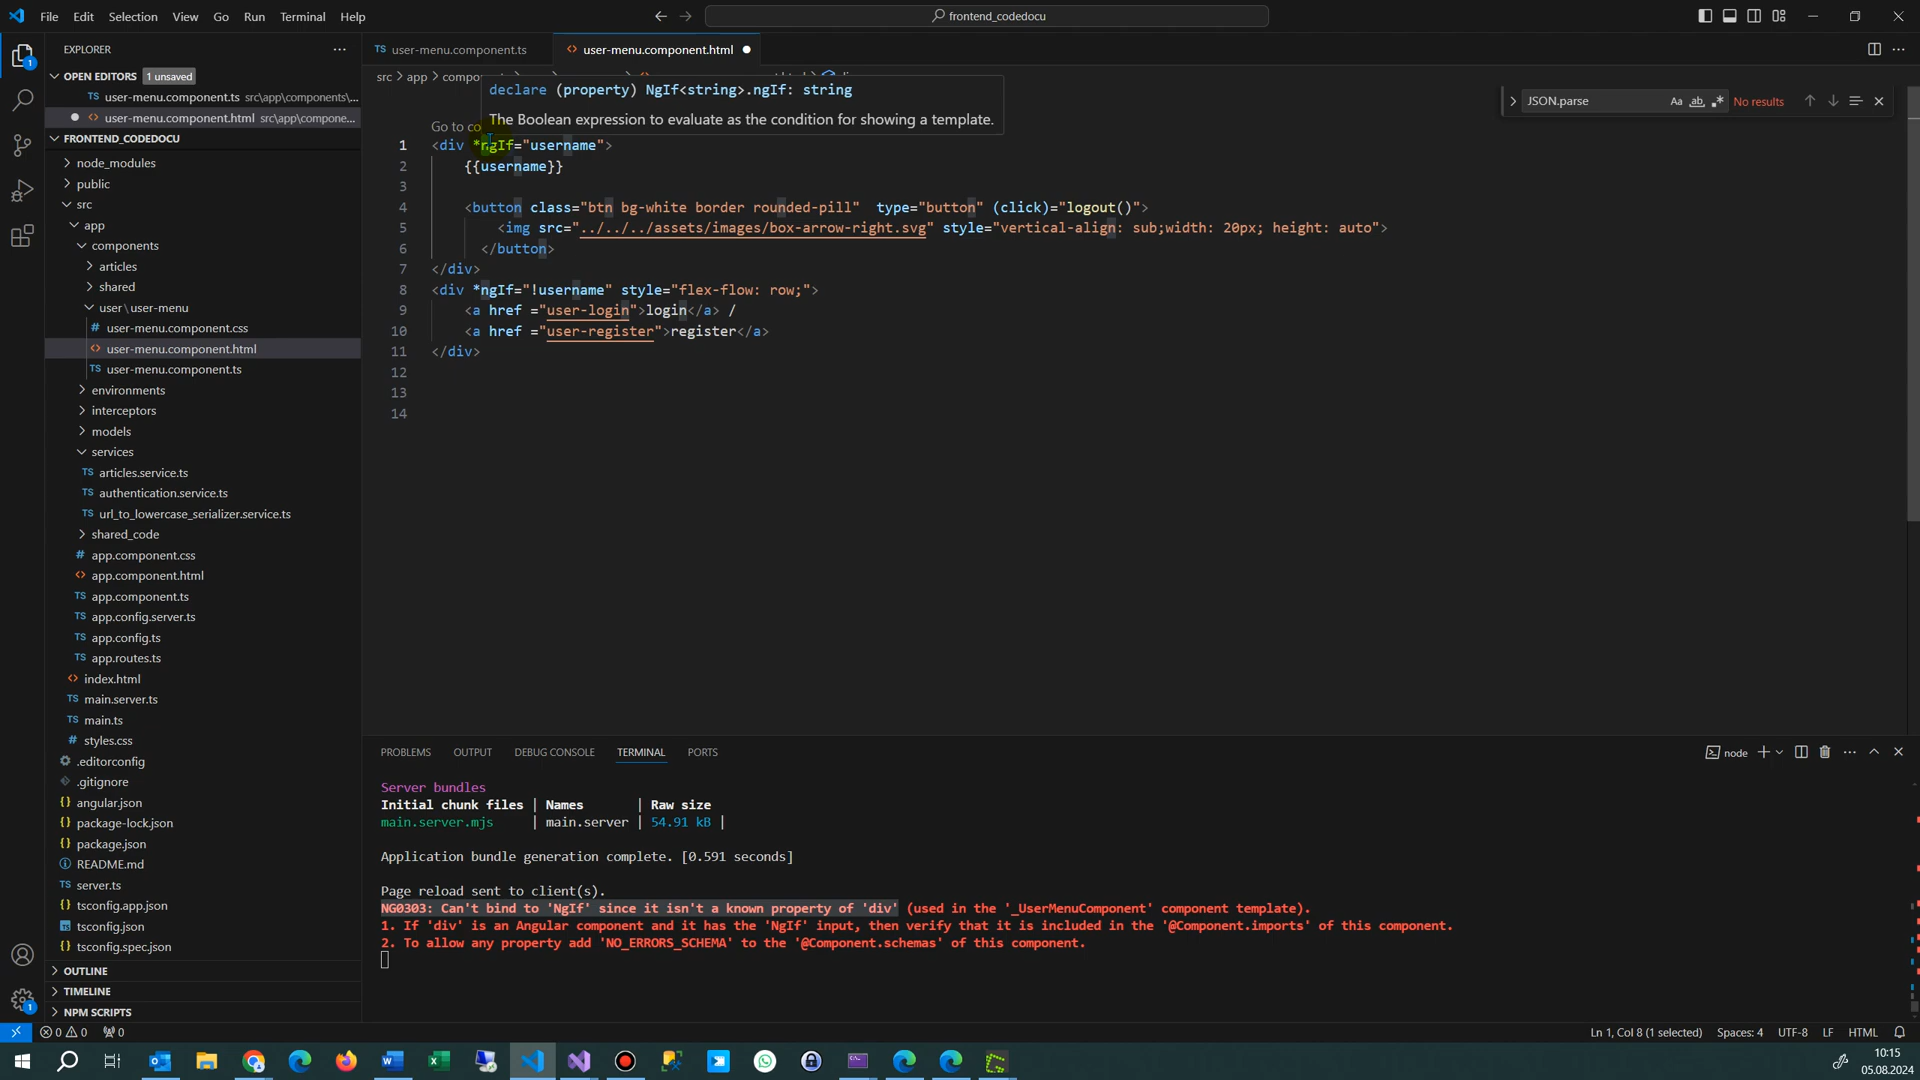 File Edit Selection View Go Run Terminal Help
frontend_codedocu
EXPLORER
OPEN EDITORS 1 unsaved
user-menu.component.ts src\app\components\...
user-menu.component.html src\app\compone...
FRONTEND_CODEDOCU
node_modules
public
src
app
components
articles
shared
user\user-menu
user-menu.component.css
user-menu.component.html
user-menu.component.ts
environments
interceptors
models
services
articles.service.ts
authentication.service.ts
url_to_lowercase_serializer.service.ts
shared_code
app.component.css
app.component.html
app.component.ts
app.config.server.ts
app.config.ts
app.routes.ts
index.html
main.server.ts
main.ts
styles.css
.editorconfig
.gitignore
angular.json
package-lock.json
package.json
README.md
server.ts
tsconfig.app.json
tsconfig.json
tsconfig.spec.json
OUTLINE
TIMELINE
NPM SCRIPTS
user-menu.component.ts
user-menu.component.html
src > app >
declare (property) NgIf<string>.ngIf: string
The Boolean expression to evaluate as the condition for showing a template.
Go to
JSON.parse Aa ab No results
1 <div *ngIf="username">
2 {{username}}
3
4 <button class="btn bg-white border rounded-pill" type="button" (click)="logout()">
5 <img src="../../../assets/images/box-arrow-right.svg" style="vertical-align: sub;width: 20px; height: auto">
6 </button>
7 </div>
8 <div *ngIf="!username" style="flex-flow: row;">
9 <a href ="user-login">login</a> /
10 <a href ="user-register">register</a>
11 </div>
12
13
14
PROBLEMS OUTPUT DEBUG CONSOLE TERMINAL PORTS
node
Server bundles
Initial chunk files | Names | Raw size
main.server.mjs | main.server | 54.91 kB |
Application bundle generation complete. [0.591 seconds]
Page reload sent to client(s).
NG0303: Can't bind to 'NgIf' since it isn't a known property of 'div' (used in the '_UserMenuComponent' component template).
1. If 'div' is an Angular component and it has the 'NgIf' input, then verify that it is included in the '@Component.imports' of this component.
2. To allow any property add 'NO_ERRORS_SCHEMA' to the '@Component.schemas' of this component.
0 0 0
Ln 1, Col 8 (1 selected) Spaces: 4 UTF-8 LF HTML
10:15
05.08.2024